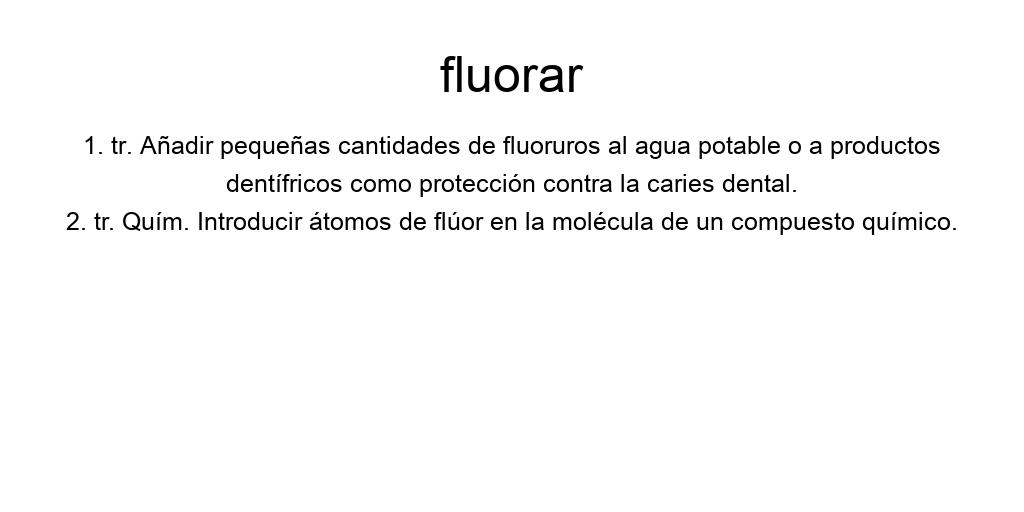 fluorar
1. tr. Añadir pequeñas cantidades de fluoruros al agua potable o a productos
dentífricos como protección contra la caries dental.
2. tr. Quím. Introducir átomos de flúor en la molécula de un compuesto químico.